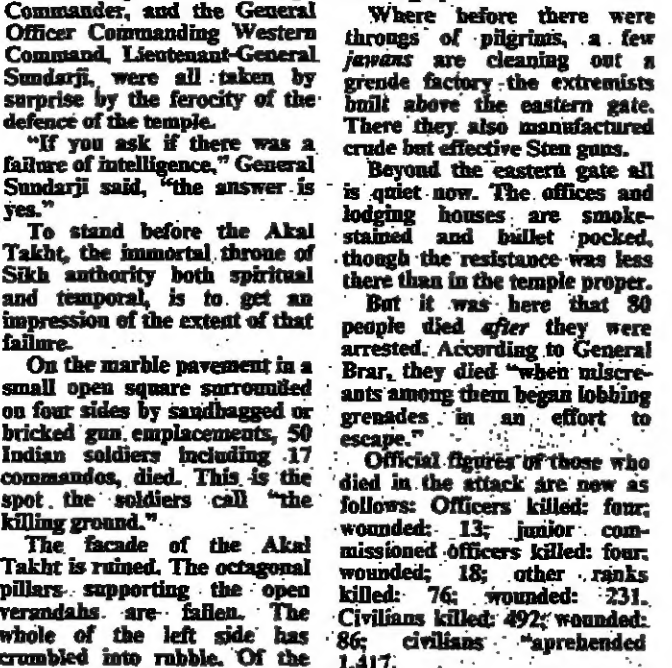 Commander, and the General
Officer Commanding Western
Command, Lieutenant-General
Sundarji, were all taken by
surprise by the ferocity of the
defence of the temple.
"If you ask if there was a
failure of intelligence," General
Sundarji said, "the answer is
yes."
To stand before the Akal
Takht, the immortal throne of
Sikh authority both spiritual
and temporal, is to get an
impression of the extent of that
failure.
On the marble pavement in a
small open square surrounded
on four sides by sandbagged or
bricked gun emplacements, 50
Indian soldiers including 17
commandos, died. This is the
spot the soldiers call "the
killing ground."
The facade of the Akal
Takht is ruined. The octagonal
pillars supporting the open
verandahs are fallen. The
whole of the left side has
crumbled into rubble. Of the
Where before there were
throngs of pilgrims, a few
jawans are cleaning out a
grende factory the extremists
built above the eastern gate.
There they also manufactured
crude but effective Sten guns.
Beyond the eastern gate all
is quiet now. The offices and
lodging houses are smoke-
stained and bullet pocked,
though the resistance was less
there than in the temple proper.
But it was here that 80
people died after they were
arrested. According to General
Brar, they died "when miscre-
ants among them began lobbing
grenades in an effort to
escape."
Official figures of those who
died in the attack are now as
follows: Officers killed: four;
wounded: 13; junior com-
missioned officers killed: four;
wounded; 18; other ranks
killed: 76; wounded: 231.
Civilians killed: 492; wounded:
86; civilians "aprehended
1,417.